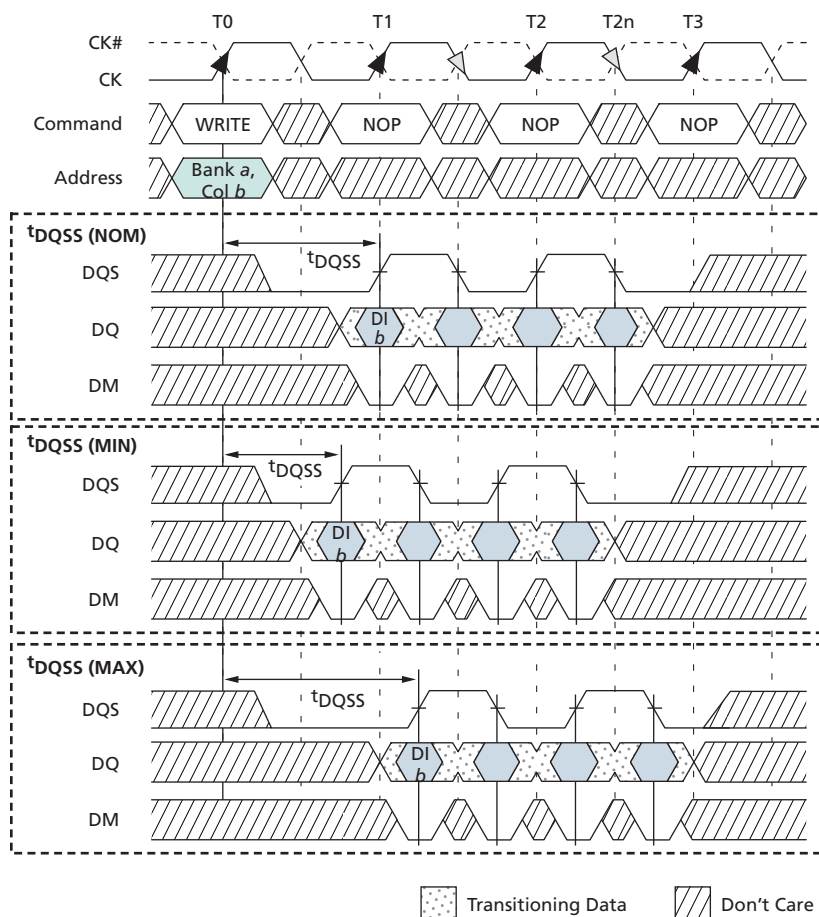 T0 T1 T2 T2n T3
CK#
CK
Command WRITE NOP NOP NOP
Address Bank a,
Col b
tDQSS (NOM)
tDQSS
DQS
DQ DI
b
DM
tDQSS (MIN)
tDQSS
DQS
DQ DI
b
DM
tDQSS (MAX)
tDQSS
DQS
DQ DI
b
DM
Transitioning Data Don't Care